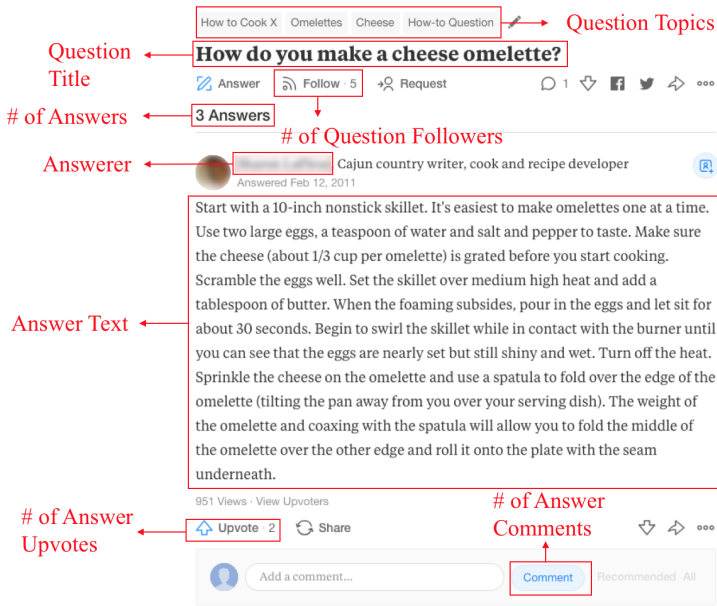 How to Cook X Omelettes Cheese How-to Question
Question Topics
Question
Title
How do you make a cheese omelette?
Answer Follow · 5 Request 1
# of Answers
3 Answers
# of Question Followers
Answerer
Cajun country writer, cook and recipe developer
Answered Feb 12, 2011
Answer Text
Start with a 10-inch nonstick skillet. It's easiest to make omelettes one at a time.
Use two large eggs, a teaspoon of water and salt and pepper to taste. Make sure
the cheese (about 1/3 cup per omelette) is grated before you start cooking.
Scramble the eggs well. Set the skillet over medium high heat and add a
tablespoon of butter. When the foaming subsides, pour in the eggs and let sit for
about 30 seconds. Begin to swirl the skillet while in contact with the burner until
you can see that the eggs are nearly set but still shiny and wet. Turn off the heat.
Sprinkle the cheese on the omelette and use a spatula to fold over the edge of the
omelette (tilting the pan away from you over your serving dish). The weight of
the omelette and coaxing with the spatula will allow you to fold the middle of
the omelette over the other edge and roll it onto the plate with the seam
underneath.
951 Views · View Upvoters
# of Answer
Upvotes
Upvote · 2 Share
# of Answer
Comments
Add a comment... Comment Recommended All